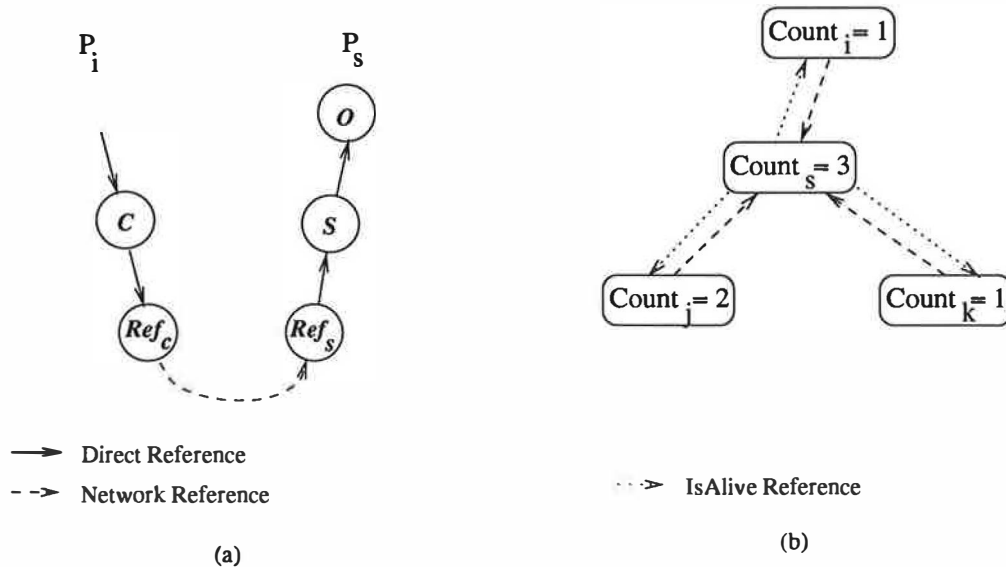 P_i
P_s
O
C
S
Ref_c
Ref_s
Direct Reference
Network Reference
(a)
Count_i = 1
Count_s = 3
Count_j = 2
Count_k = 1
IsAlive Reference
(b)